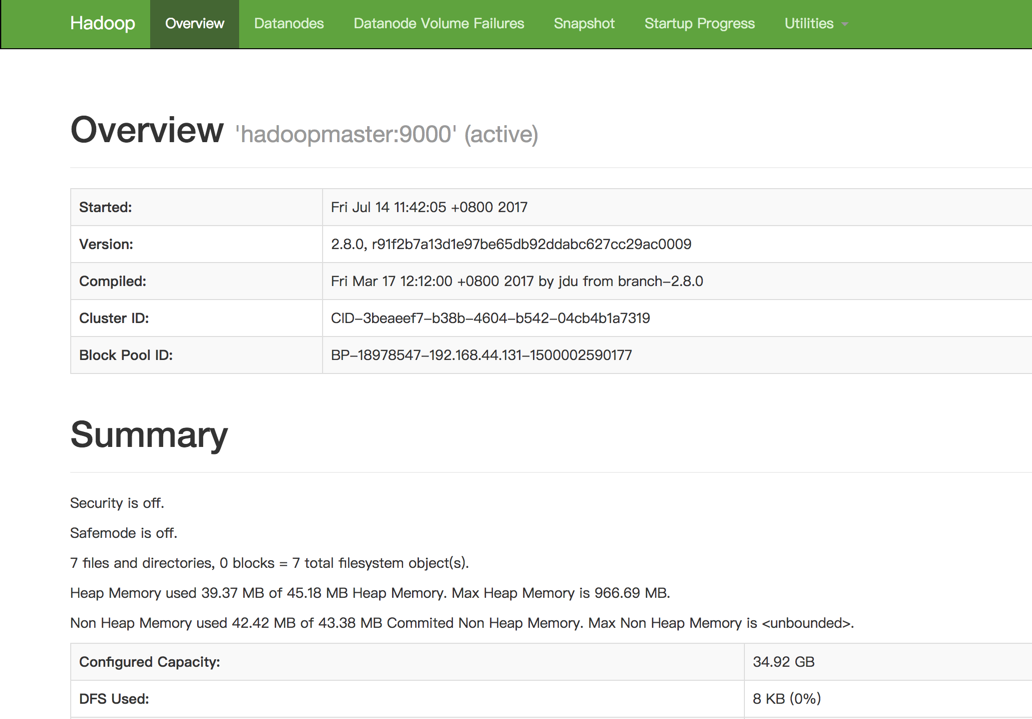 Hadoop Overview Datanodes Datanode Volume Failures Snapshot Startup Progress Utilities
Overview 'hadoopmaster:9000' (active)
Started: Fri Jul 14 11:42:05 +0800 2017
Version: 2.8.0, r91f2b7a13d1e97be65db92ddabc627cc29ac0009
Compiled: Fri Mar 17 12:12:00 +0800 2017 by jdu from branch-2.8.0
Cluster ID: CID-3beaeef7-b38b-4604-b542-04cb4b1a7319
Block Pool ID: BP-18978547-192.168.44.131-1500002590177
Summary
Security is off.
Safemode is off.
7 files and directories, 0 blocks = 7 total filesystem object(s).
Heap Memory used 39.37 MB of 45.18 MB Heap Memory. Max Heap Memory is 966.69 MB.
Non Heap Memory used 42.42 MB of 43.38 MB Commited Non Heap Memory. Max Non Heap Memory is <unbounded>.
Configured Capacity: 34.92 GB
DFS Used: 8 KB (0%)